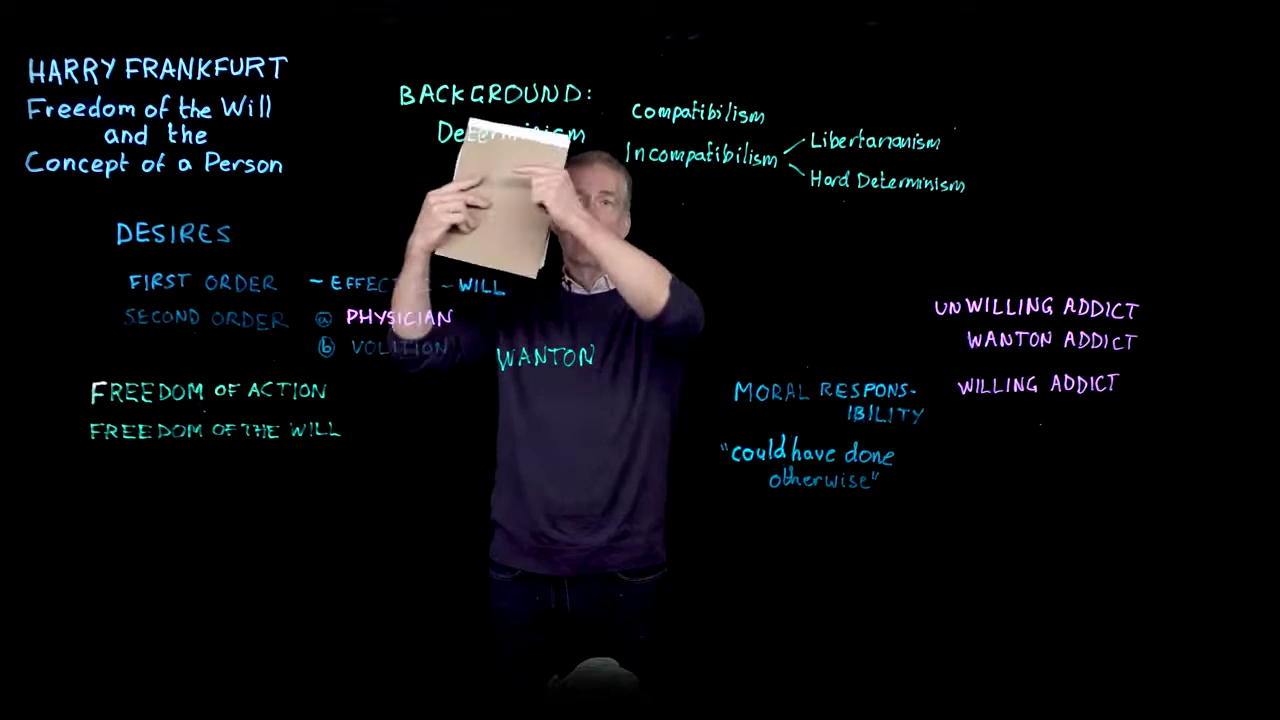 HARRY FRANKFURT
Freedom of the Will
and the
Concept of a Person
BACKGROUND:
Determinism
Compatibilism
Incompatibilism
Libertarianism
Hard Determinism
DESIRES
FIRST ORDER - EFFECTIVE - WILL
SECOND ORDER ⓐ PHYSICIAN
ⓑ VOLITION
WANTON
FREEDOM OF ACTION
FREEDOM OF THE WILL
MORAL RESPONS-
IBILITY
"could have done
otherwise"
UNWILLING ADDICT
WANTON ADDICT
WILLING ADDICT